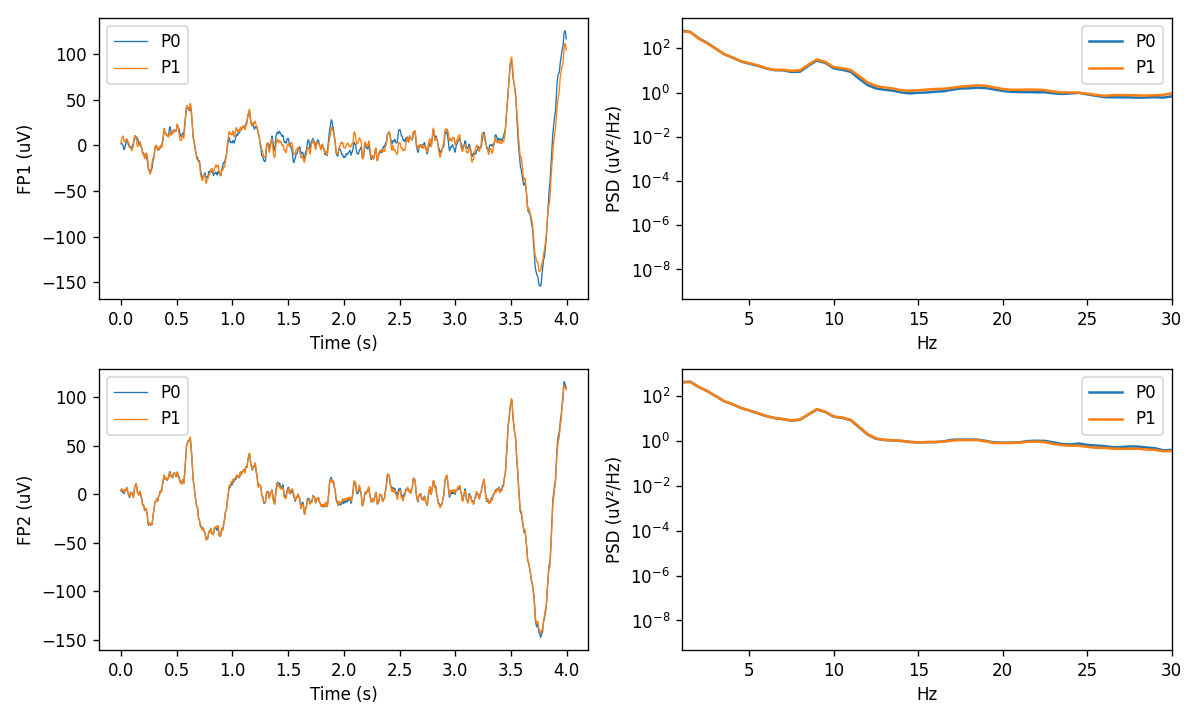 P0
P1
100
50
0
−50
−100
−150
FP1 (uV)
0.0 0.5 1.0 1.5 2.0 2.5 3.0 3.5 4.0
Time (s)
P0
P1
10²
10⁰
10⁻²
10⁻⁴
10⁻⁶
10⁻⁸
PSD (uV²/Hz)
5 10 15 20 25 30
Hz
P0
P1
100
50
0
−50
−100
−150
FP2 (uV)
0.0 0.5 1.0 1.5 2.0 2.5 3.0 3.5 4.0
Time (s)
P0
P1
10²
10⁰
10⁻²
10⁻⁴
10⁻⁶
10⁻⁸
PSD (uV²/Hz)
5 10 15 20 25 30
Hz